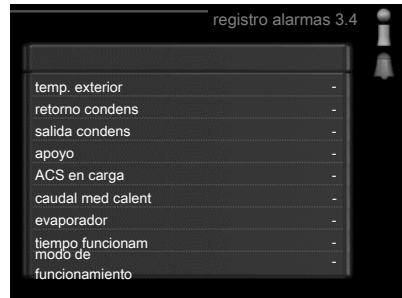 registro alarmas 3.4
temp. exterior -
retorno condens -
salida condens -
apoyo -
ACS en carga -
caudal med calent -
evaporador -
tiempo funcionam -
modo de
funcionamiento -